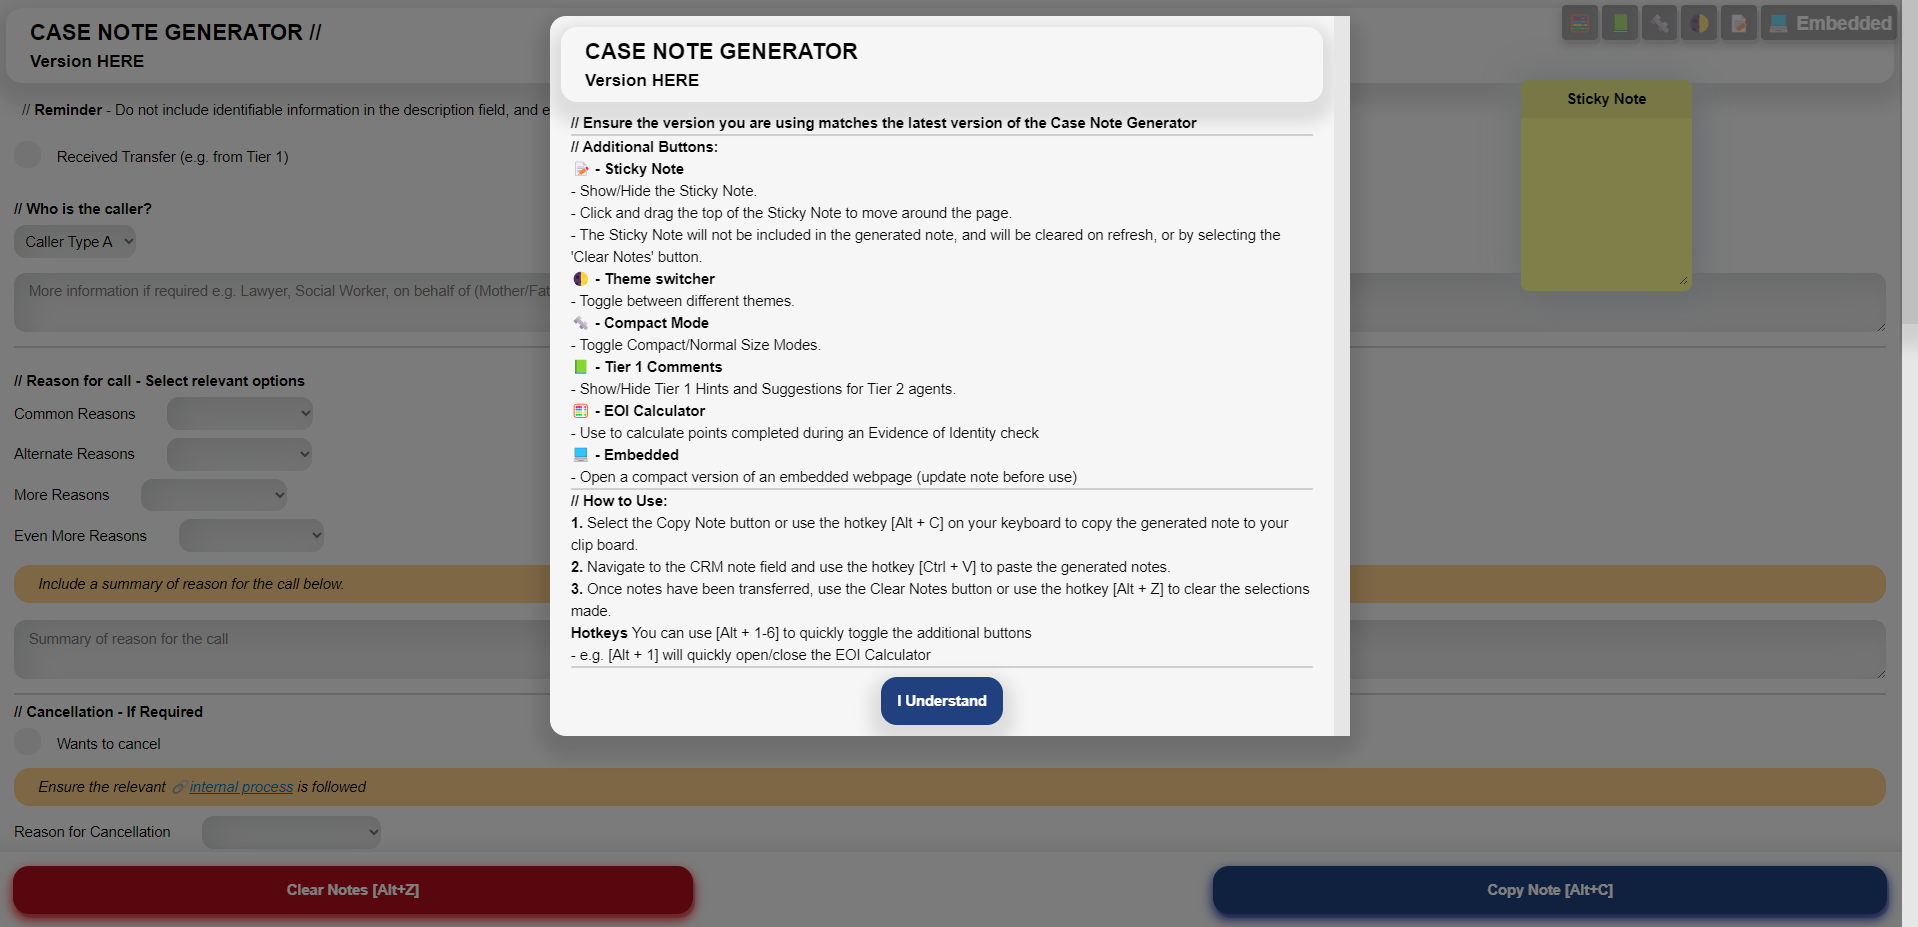 CASE NOTE GENERATOR //
Version HERE
Embedded
// Reminder - Do not include identifiable information in the description field, and e
Received Transfer (e.g. from Tier 1)
// Who is the caller?
Caller Type A
More information if required e.g. Lawyer, Social Worker, on behalf of (Mother/Fat
// Reason for call - Select relevant options
Common Reasons
Alternate Reasons
More Reasons
Even More Reasons
Include a summary of reason for the call below.
Summary of reason for the call
// Cancellation - If Required
Wants to cancel
Ensure the relevant internal process is followed
Reason for Cancellation
Clear Notes [Alt+Z]
Copy Note [Alt+C]
Sticky Note
CASE NOTE GENERATOR
Version HERE
// Ensure the version you are using matches the latest version of the Case Note Generator
// Additional Buttons:
- Sticky Note
- Show/Hide the Sticky Note.
- Click and drag the top of the Sticky Note to move around the page.
- The Sticky Note will not be included in the generated note, and will be cleared on refresh, or by selecting the
'Clear Notes' button.
- Theme switcher
- Toggle between different themes.
- Compact Mode
- Toggle Compact/Normal Size Modes.
- Tier 1 Comments
- Show/Hide Tier 1 Hints and Suggestions for Tier 2 agents.
- EOI Calculator
- Use to calculate points completed during an Evidence of Identity check
- Embedded
- Open a compact version of an embedded webpage (update note before use)
// How to Use:
1. Select the Copy Note button or use the hotkey [Alt + C] on your keyboard to copy the generated note to your
clip board.
2. Navigate to the CRM note field and use the hotkey [Ctrl + V] to paste the generated notes.
3. Once notes have been transferred, use the Clear Notes button or use the hotkey [Alt + Z] to clear the selections
made.
Hotkeys You can use [Alt + 1-6] to quickly toggle the additional buttons
- e.g. [Alt + 1] will quickly open/close the EOI Calculator
I Understand